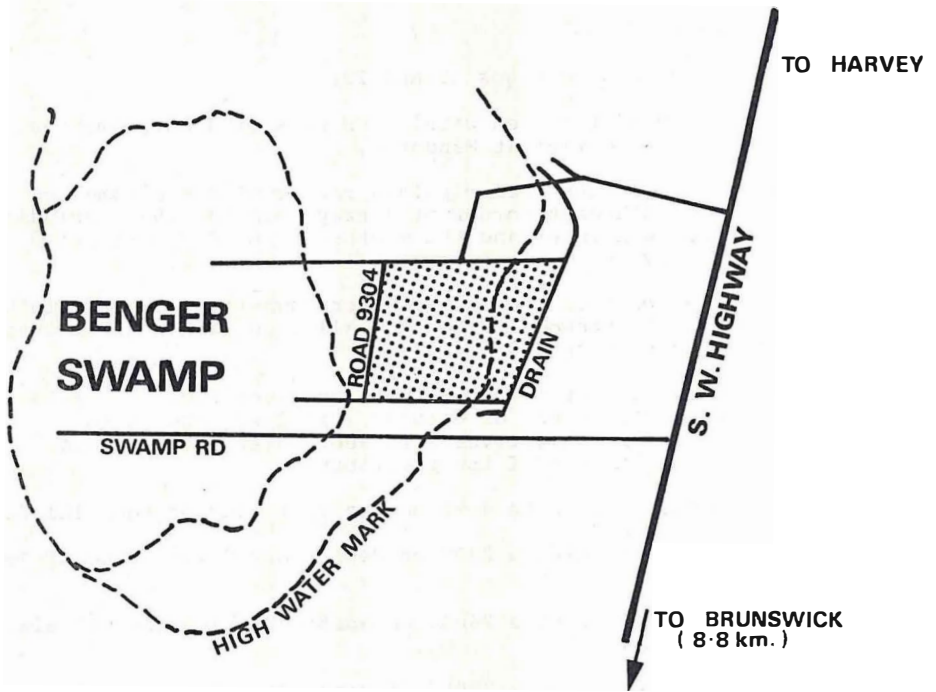 TO HARVEY
ROAD 9304
BENGER
SWAMP
DRAIN
S. W. HIGHWAY
SWAMP RD
HIGH WATER MARK
TO BRUNSWICK
( 8·8 km. )